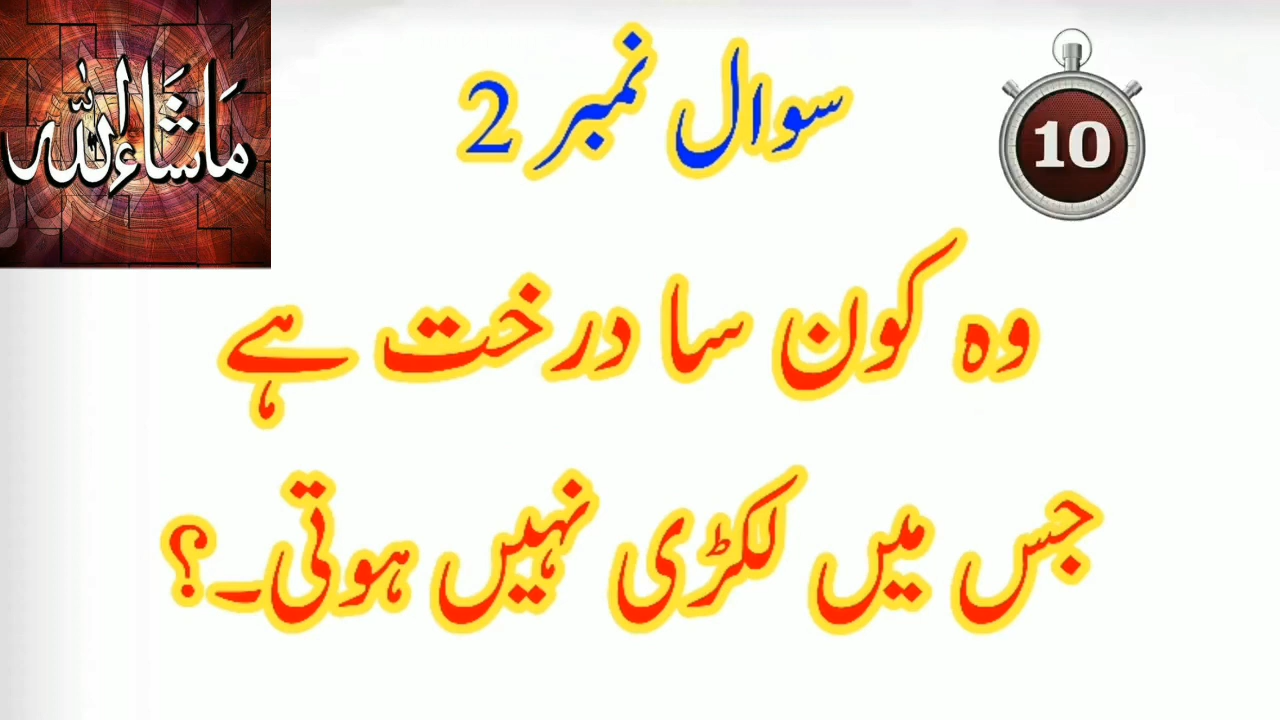 ماشاءاللہ
سوال نمبر 2
10
وہ کون سا درخت ہے
جس میں لکڑی نہیں ہوتی۔؟